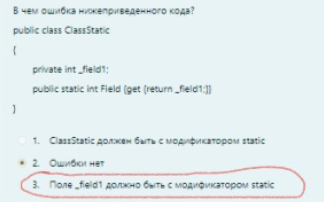 В чем ошибка нижеприведенного кода?
public class ClassStatic
{
private int _field1;
public static int Field {get {return _field1;}}
}
1. ClassStatic должен быть с модификатором static
2. Ошибки нет
3. Поле _field1 должно быть с модификатором static